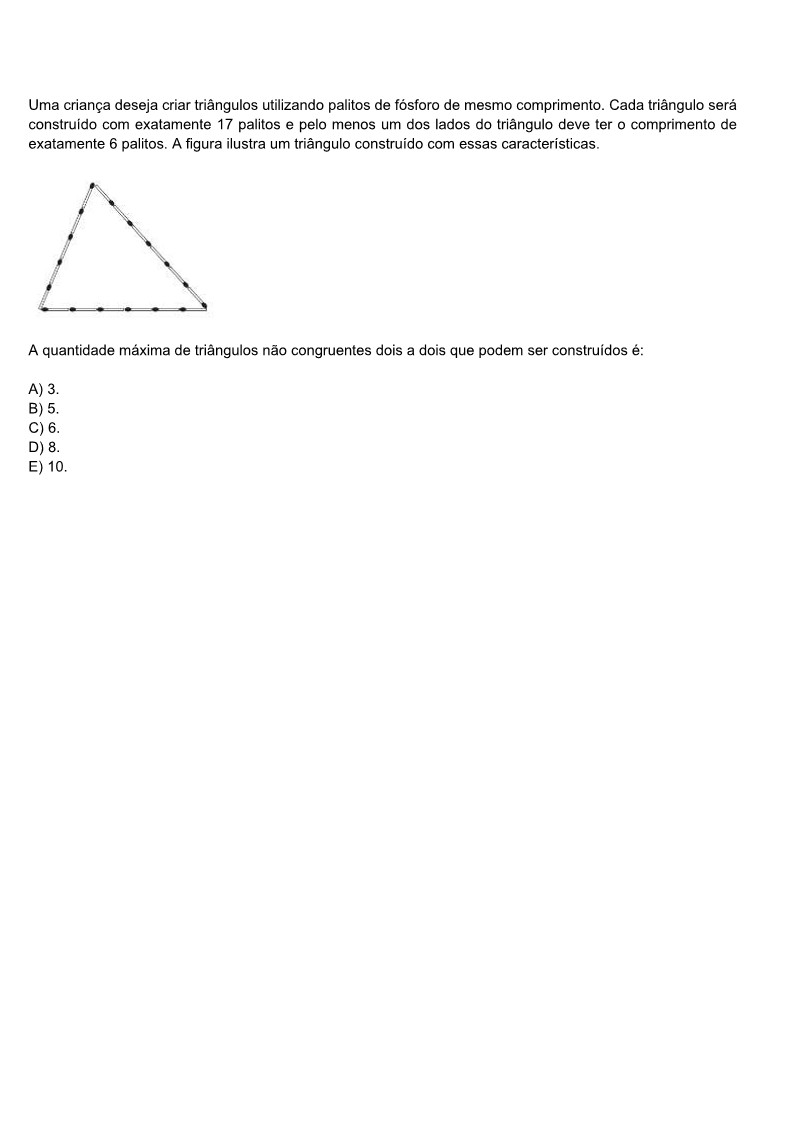 Uma criança deseja criar triângulos utilizando palitos de fósforo de mesmo comprimento. Cada triângulo será
construído com exatamente 17 palitos e pelo menos um dos lados do triângulo deve ter o comprimento de
exatamente 6 palitos. A figura ilustra um triângulo construído com essas características.
A quantidade máxima de triângulos não congruentes dois a dois que podem ser construídos é:
A) 3.
B) 5.
C) 6.
D) 8.
E) 10.